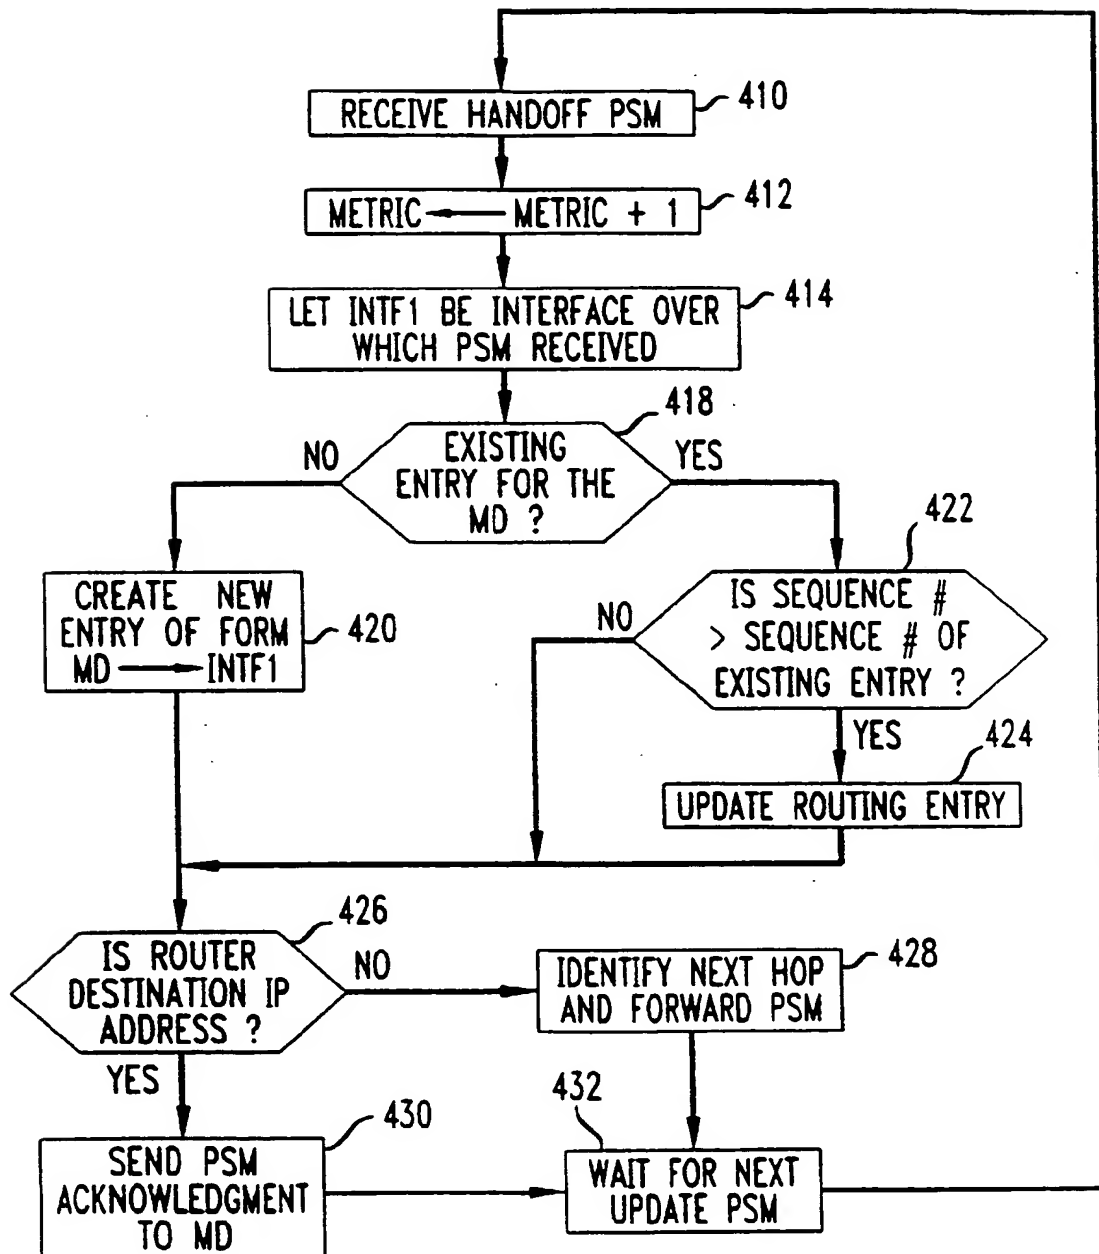 RECEIVE HANDOFF PSM
410
METRIC ← METRIC + 1
412
LET INTF1 BE INTERFACE OVER
WHICH PSM RECEIVED
414
418
EXISTING
ENTRY FOR THE
MD ?
NO
YES
422
CREATE NEW
ENTRY OF FORM
MD → INTF1
420
IS SEQUENCE #
> SEQUENCE # OF
EXISTING ENTRY ?
NO
YES
424
UPDATE ROUTING ENTRY
426
IS ROUTER
DESTINATION IP
ADDRESS ?
NO
YES
428
IDENTIFY NEXT HOP
AND FORWARD PSM
430
SEND PSM
ACKNOWLEDGMENT
TO MD
432
WAIT FOR NEXT
UPDATE PSM